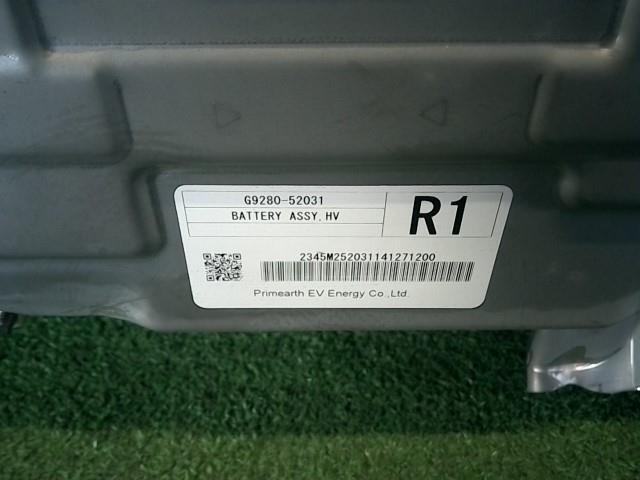 G9280-52031
BATTERY ASSY,HV
R1
2345M252031141271200
Primearth EV Energy Co.,Ltd.